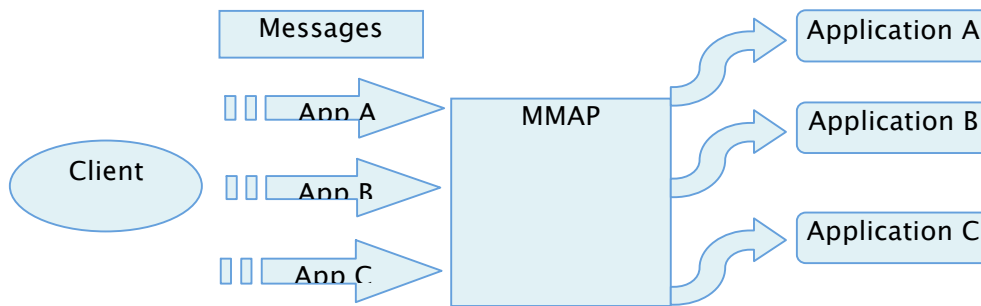 Messages
Application A
App A
MMAP
Application B
Client
App B
Application C
App C